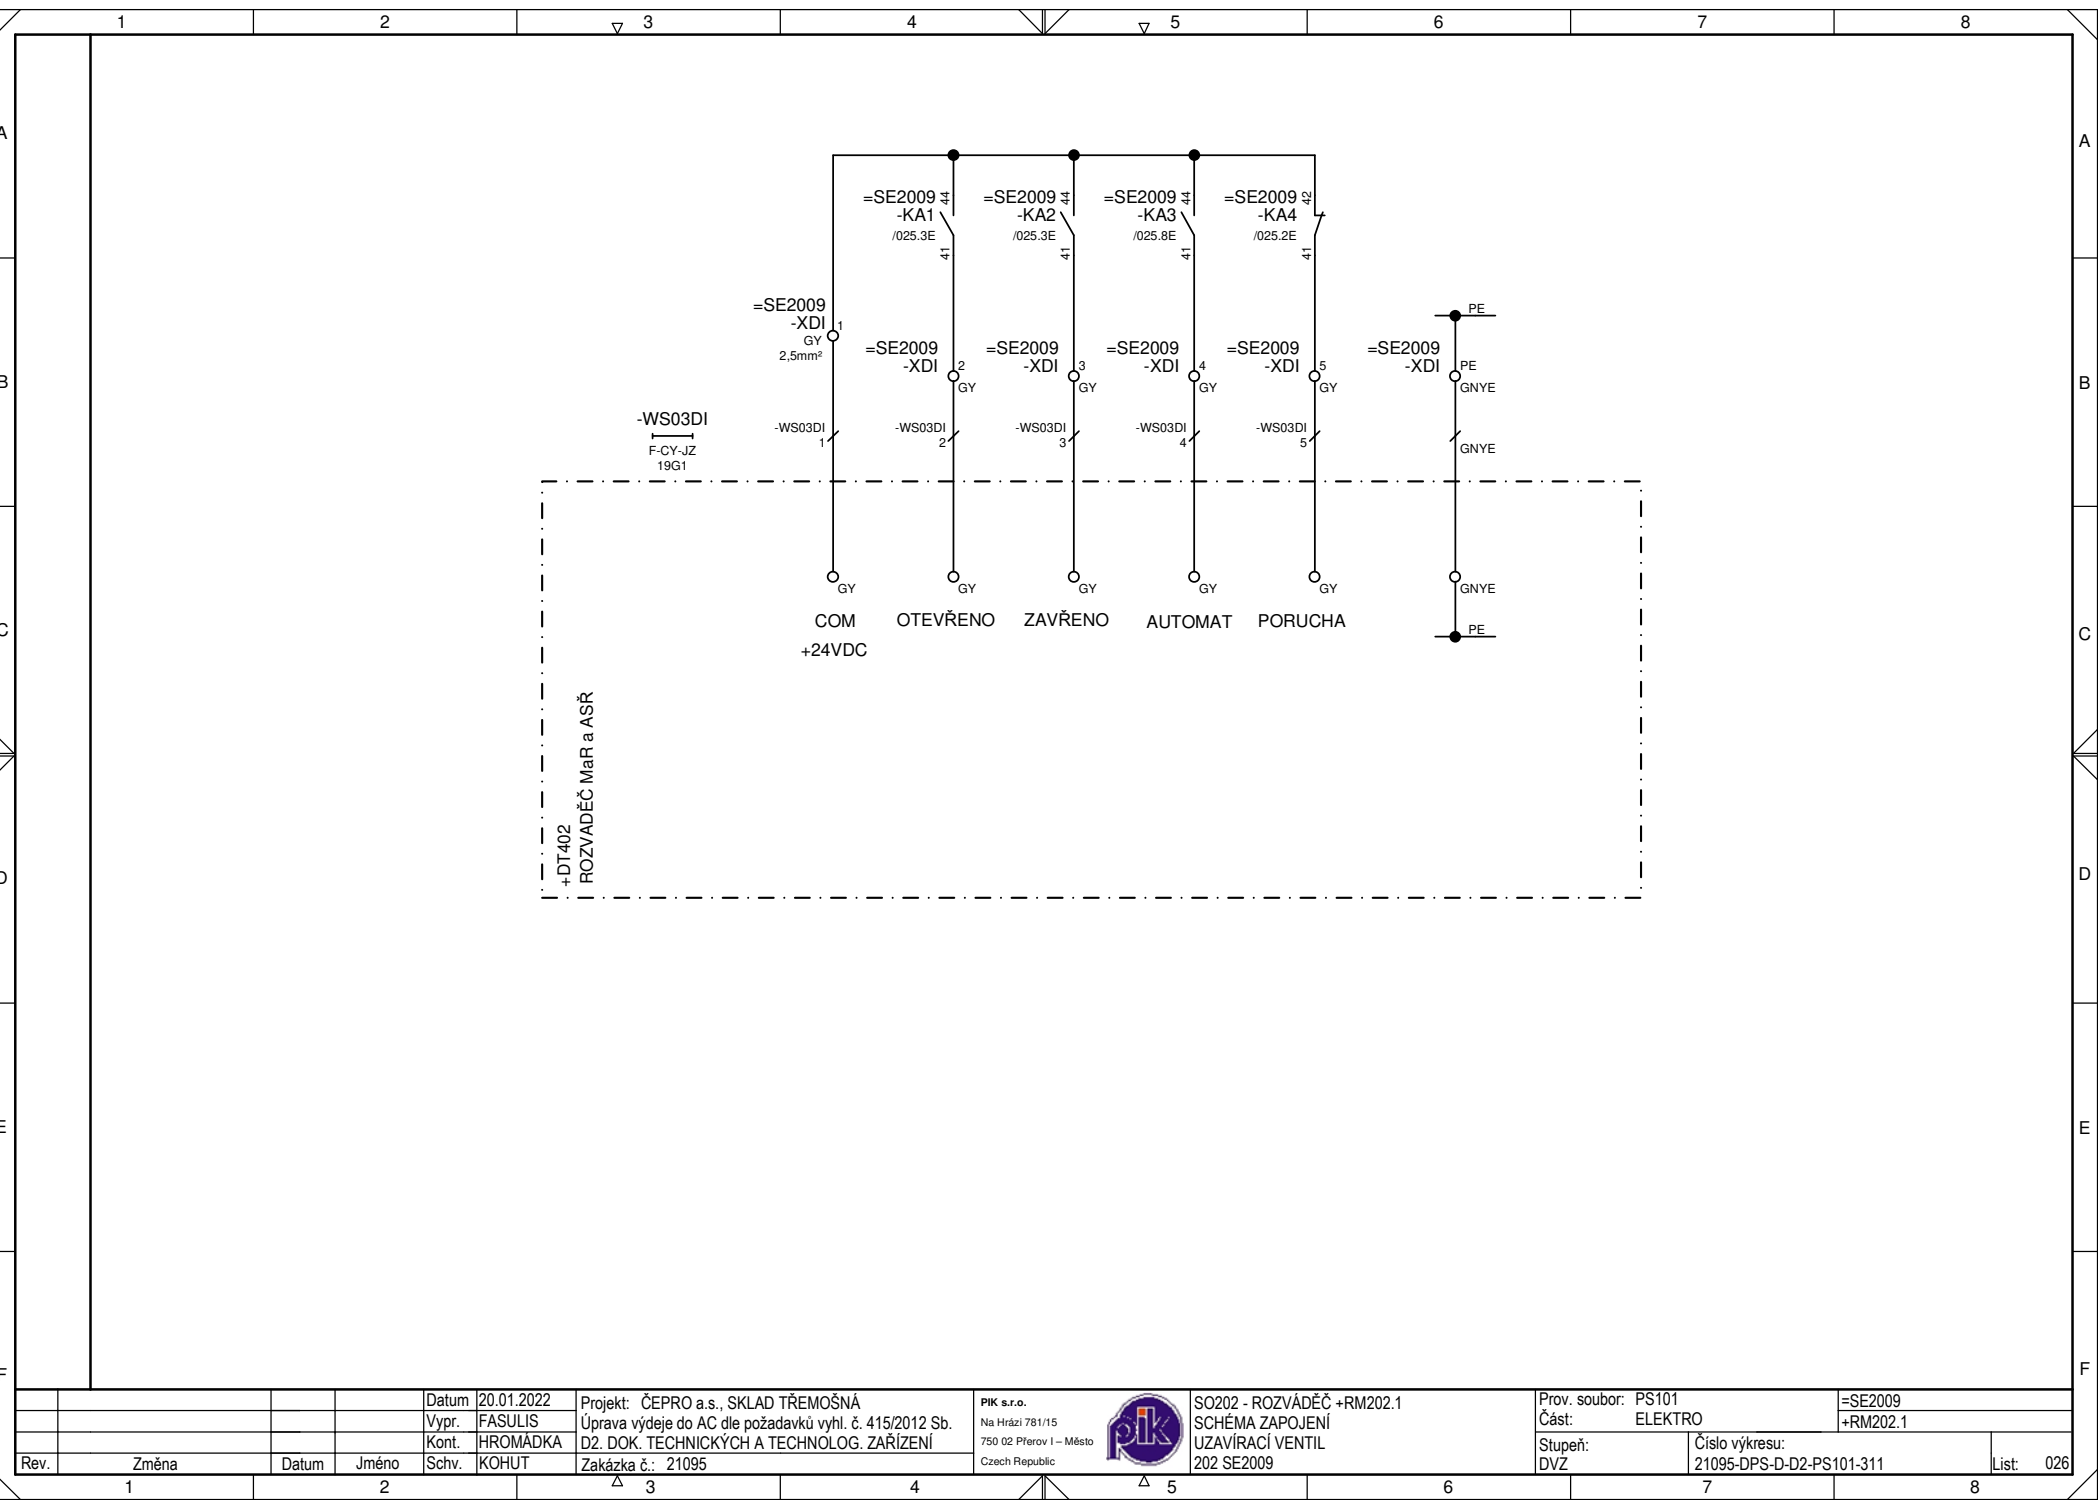 1 2 3 4 5 6 7 8
A A
=SE2009 44 =SE2009 44 =SE2009 44 =SE2009 42
-KA1 -KA2 -KA3 -KA4
/025.3E /025.3E /025.8E /025.2E
41 41 41 41
=SE2009
-XDI 1
GY
2,5mm²
PE
=SE2009 =SE2009 =SE2009 =SE2009 =SE2009
-XDI 2 -XDI 3 -XDI 4 -XDI 5 -XDI PE
GY GY GY GY GNYE
B B
-WS03DI
F-CY-JZ
19G1
-WS03DI -WS03DI -WS03DI -WS03DI -WS03DI
1 2 3 4 5 GNYE
GY GY GY GY GY GNYE
COM OTEVŘENO ZAVŘENO AUTOMAT PORUCHA PE
+24VDC
C C
+DT402
ROZVADĚČ MaR a ASŘ
D D
E E
F F
Datum 20.01.2022
Vypr. FASULIS
Kont. HROMÁDKA
Rev. Změna Datum Jméno Schv. KOHUT
Projekt: ČEPRO a.s., SKLAD TŘEMOŠNÁ
Úprava výdeje do AC dle požadavků vyhl. č. 415/2012 Sb.
D2. DOK. TECHNICKÝCH A TECHNOLOG. ZAŘÍZENÍ
Zakázka č.: 21095
PIK s.r.o.
Na Hrázi 781/15
750 02 Přerov I – Město
Czech Republic
pik
SO202 - ROZVÁDĚČ +RM202.1
SCHÉMA ZAPOJENÍ
UZAVÍRACÍ VENTIL
202 SE2009
Prov. soubor: PS101 =SE2009
Část: ELEKTRO +RM202.1
Stupeň: Číslo výkresu:
DVZ 21095-DPS-D-D2-PS101-311 List: 026
1 2 3 4 5 6 7 8